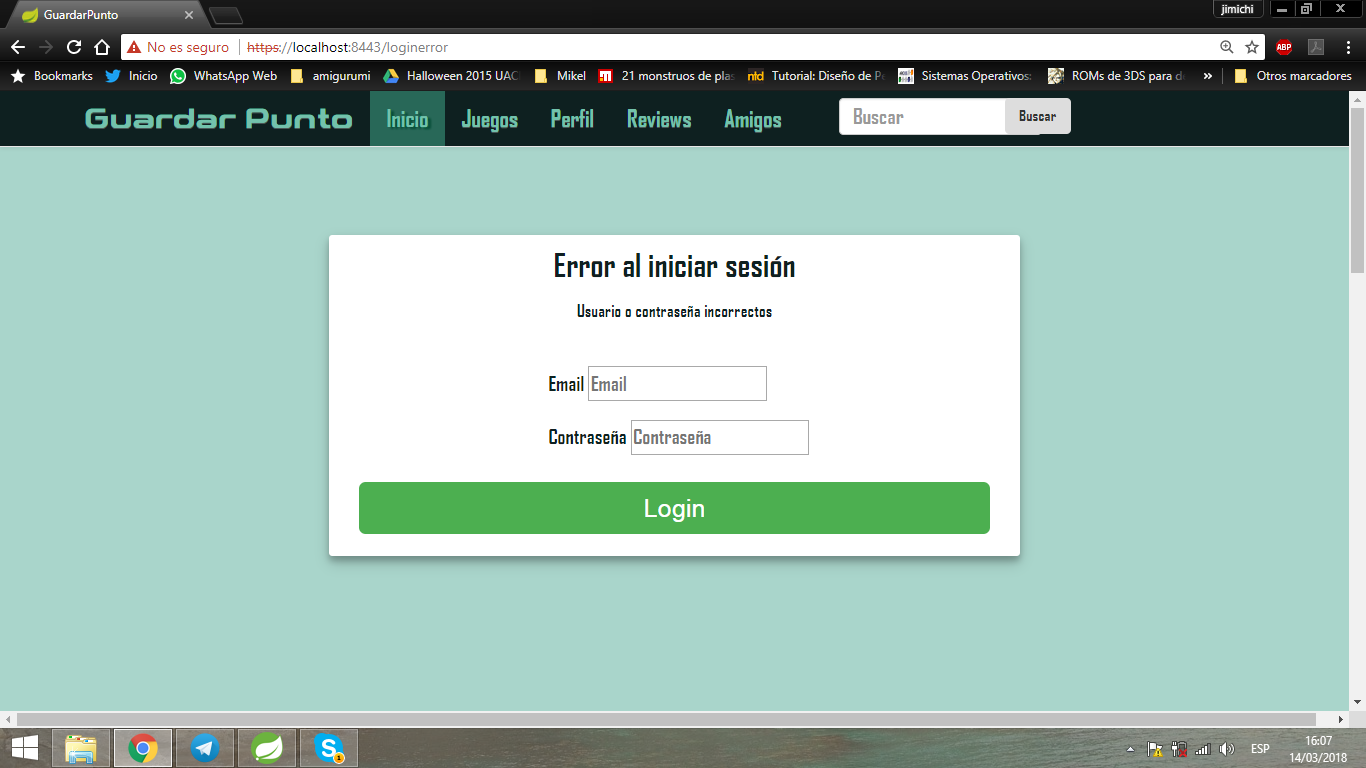 GuardarPunto
jimichi
No es seguro https://localhost:8443/loginerror
ABP
Bookmarks Inicio WhatsApp Web amigurumi Halloween 2015 UAC Mikel 21 monstruos de plas Tutorial: Diseño de Pe Sistemas Operativos: ROMs de 3DS para de » Otros marcadores
Guardar Punto Inicio Juegos Perfil Reviews Amigos Buscar Buscar
Error al iniciar sesión
Usuario o contraseña incorrectos
Email Email
Contraseña Contraseña
Login
ESP
16:07
14/03/2018